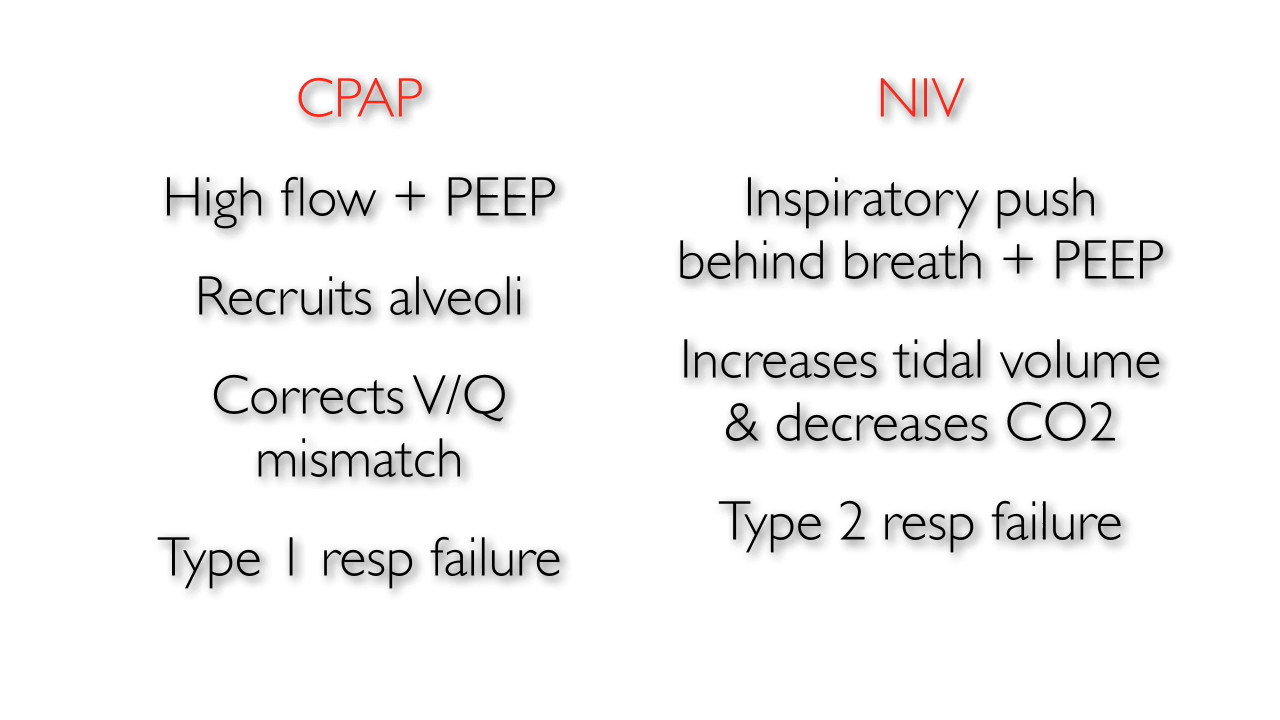 CPAP
High flow + PEEP
Recruits alveoli
Corrects V/Q
mismatch
Type 1 resp failure
NIV
Inspiratory push
behind breath + PEEP
Increases tidal volume
& decreases CO2
Type 2 resp failure